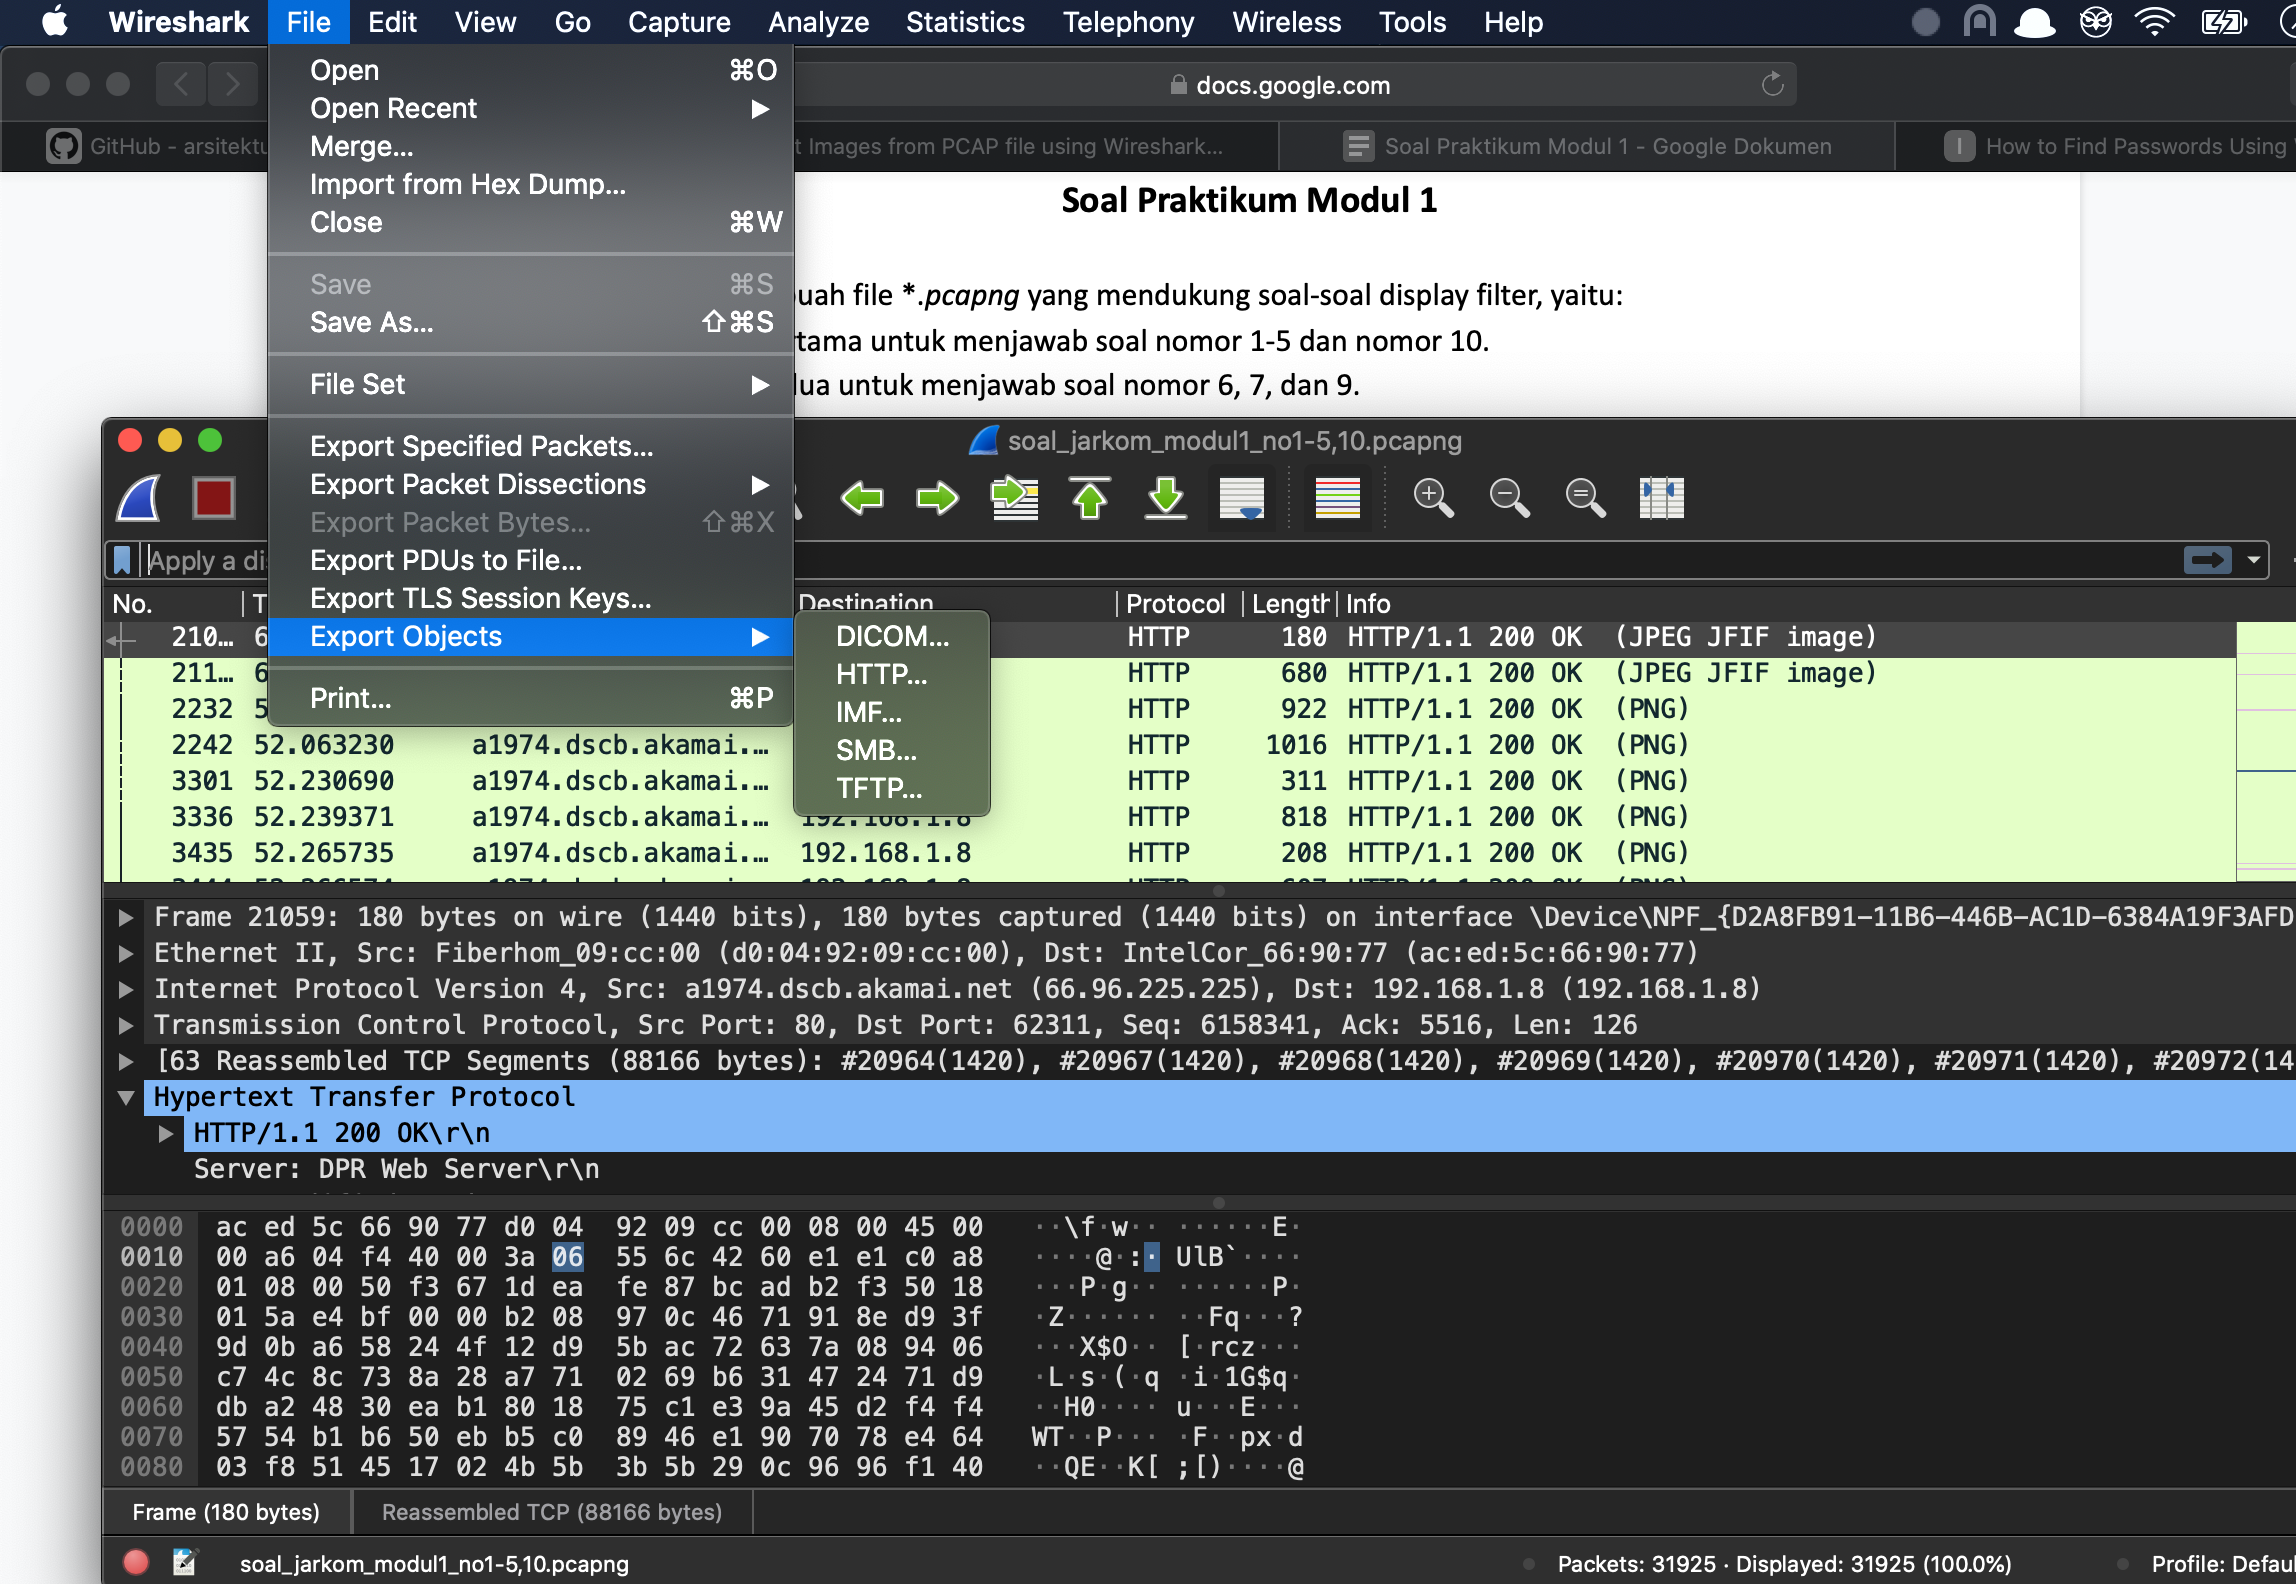 Wireshark File Edit View Go Capture Analyze Statistics Telephony Wireless Tools Help
docs.google.com
GitHub - arsitektu
t Images from PCAP file using Wireshark...
Soal Praktikum Modul 1 - Google Dokumen
I How to Find Passwords Using
Open ⌘O
Open Recent ▶
Merge...
Import from Hex Dump...
Close ⌘W
Save ⌘S
Save As... ⇧⌘S
File Set ▶
Export Specified Packets...
Export Packet Dissections ▶
Export Packet Bytes... ⇧⌘X
Export PDUs to File...
Export TLS Session Keys...
Export Objects ▶
Print... ⌘P
DICOM...
HTTP...
IMF...
SMB...
TFTP...
Soal Praktikum Modul 1
uah file *.pcapng yang mendukung soal-soal display filter, yaitu:
tama untuk menjawab soal nomor 1-5 dan nomor 10.
lua untuk menjawab soal nomor 6, 7, dan 9.
soal_jarkom_modul1_no1-5,10.pcapng
Apply a di
No. T Destination Protocol Length Info
210... 6 HTTP 180 HTTP/1.1 200 OK (JPEG JFIF image)
211... 6 HTTP 680 HTTP/1.1 200 OK (JPEG JFIF image)
2232 5 HTTP 922 HTTP/1.1 200 OK (PNG)
2242 52.063230 a1974.dscb.akamai.... HTTP 1016 HTTP/1.1 200 OK (PNG)
3301 52.230690 a1974.dscb.akamai.... HTTP 311 HTTP/1.1 200 OK (PNG)
3336 52.239371 a1974.dscb.akamai.... 192.168.1.8 HTTP 818 HTTP/1.1 200 OK (PNG)
3435 52.265735 a1974.dscb.akamai.... 192.168.1.8 HTTP 208 HTTP/1.1 200 OK (PNG)
Frame 21059: 180 bytes on wire (1440 bits), 180 bytes captured (1440 bits) on interface \Device\NPF_{D2A8FB91-11B6-446B-AC1D-6384A19F3AFD
Ethernet II, Src: Fiberhom_09:cc:00 (d0:04:92:09:cc:00), Dst: IntelCor_66:90:77 (ac:ed:5c:66:90:77)
Internet Protocol Version 4, Src: a1974.dscb.akamai.net (66.96.225.225), Dst: 192.168.1.8 (192.168.1.8)
Transmission Control Protocol, Src Port: 80, Dst Port: 62311, Seq: 6158341, Ack: 5516, Len: 126
[63 Reassembled TCP Segments (88166 bytes): #20964(1420), #20967(1420), #20968(1420), #20969(1420), #20970(1420), #20971(1420), #20972(14
Hypertext Transfer Protocol
HTTP/1.1 200 OK\r\n
Server: DPR Web Server\r\n
0000 ac ed 5c 66 90 77 d0 04 92 09 cc 00 08 00 45 00 ··\f·w·· ······E·
0010 00 a6 04 f4 40 00 3a 06 55 6c 42 60 e1 e1 c0 a8 ····@·:· UlB`····
0020 01 08 00 50 f3 67 1d ea fe 87 bc ad b2 f3 50 18 ···P·g·· ······P·
0030 01 5a e4 bf 00 00 b2 08 97 0c 46 71 91 8e d9 3f ·Z······ ··Fq···?
0040 9d 0b a6 58 24 4f 12 d9 5b ac 72 63 7a 08 94 06 ···X$O·· [·rcz···
0050 c7 4c 8c 73 8a 28 a7 71 02 69 b6 31 47 24 71 d9 ·L·s·(·q ·i·1G$q·
0060 db a2 48 30 ea b1 80 18 75 c1 e3 9a 45 d2 f4 f4 ··H0···· u···E···
0070 57 54 b1 b6 50 eb b5 c0 89 46 e1 90 70 78 e4 64 WT··P··· ·F··px·d
0080 03 f8 51 45 17 02 4b 5b 3b 5b 29 0c 96 96 f1 40 ··QE··K[ ;[)····@
Frame (180 bytes) Reassembled TCP (88166 bytes)
soal_jarkom_modul1_no1-5,10.pcapng Packets: 31925 · Displayed: 31925 (100.0%) Profile: Defau